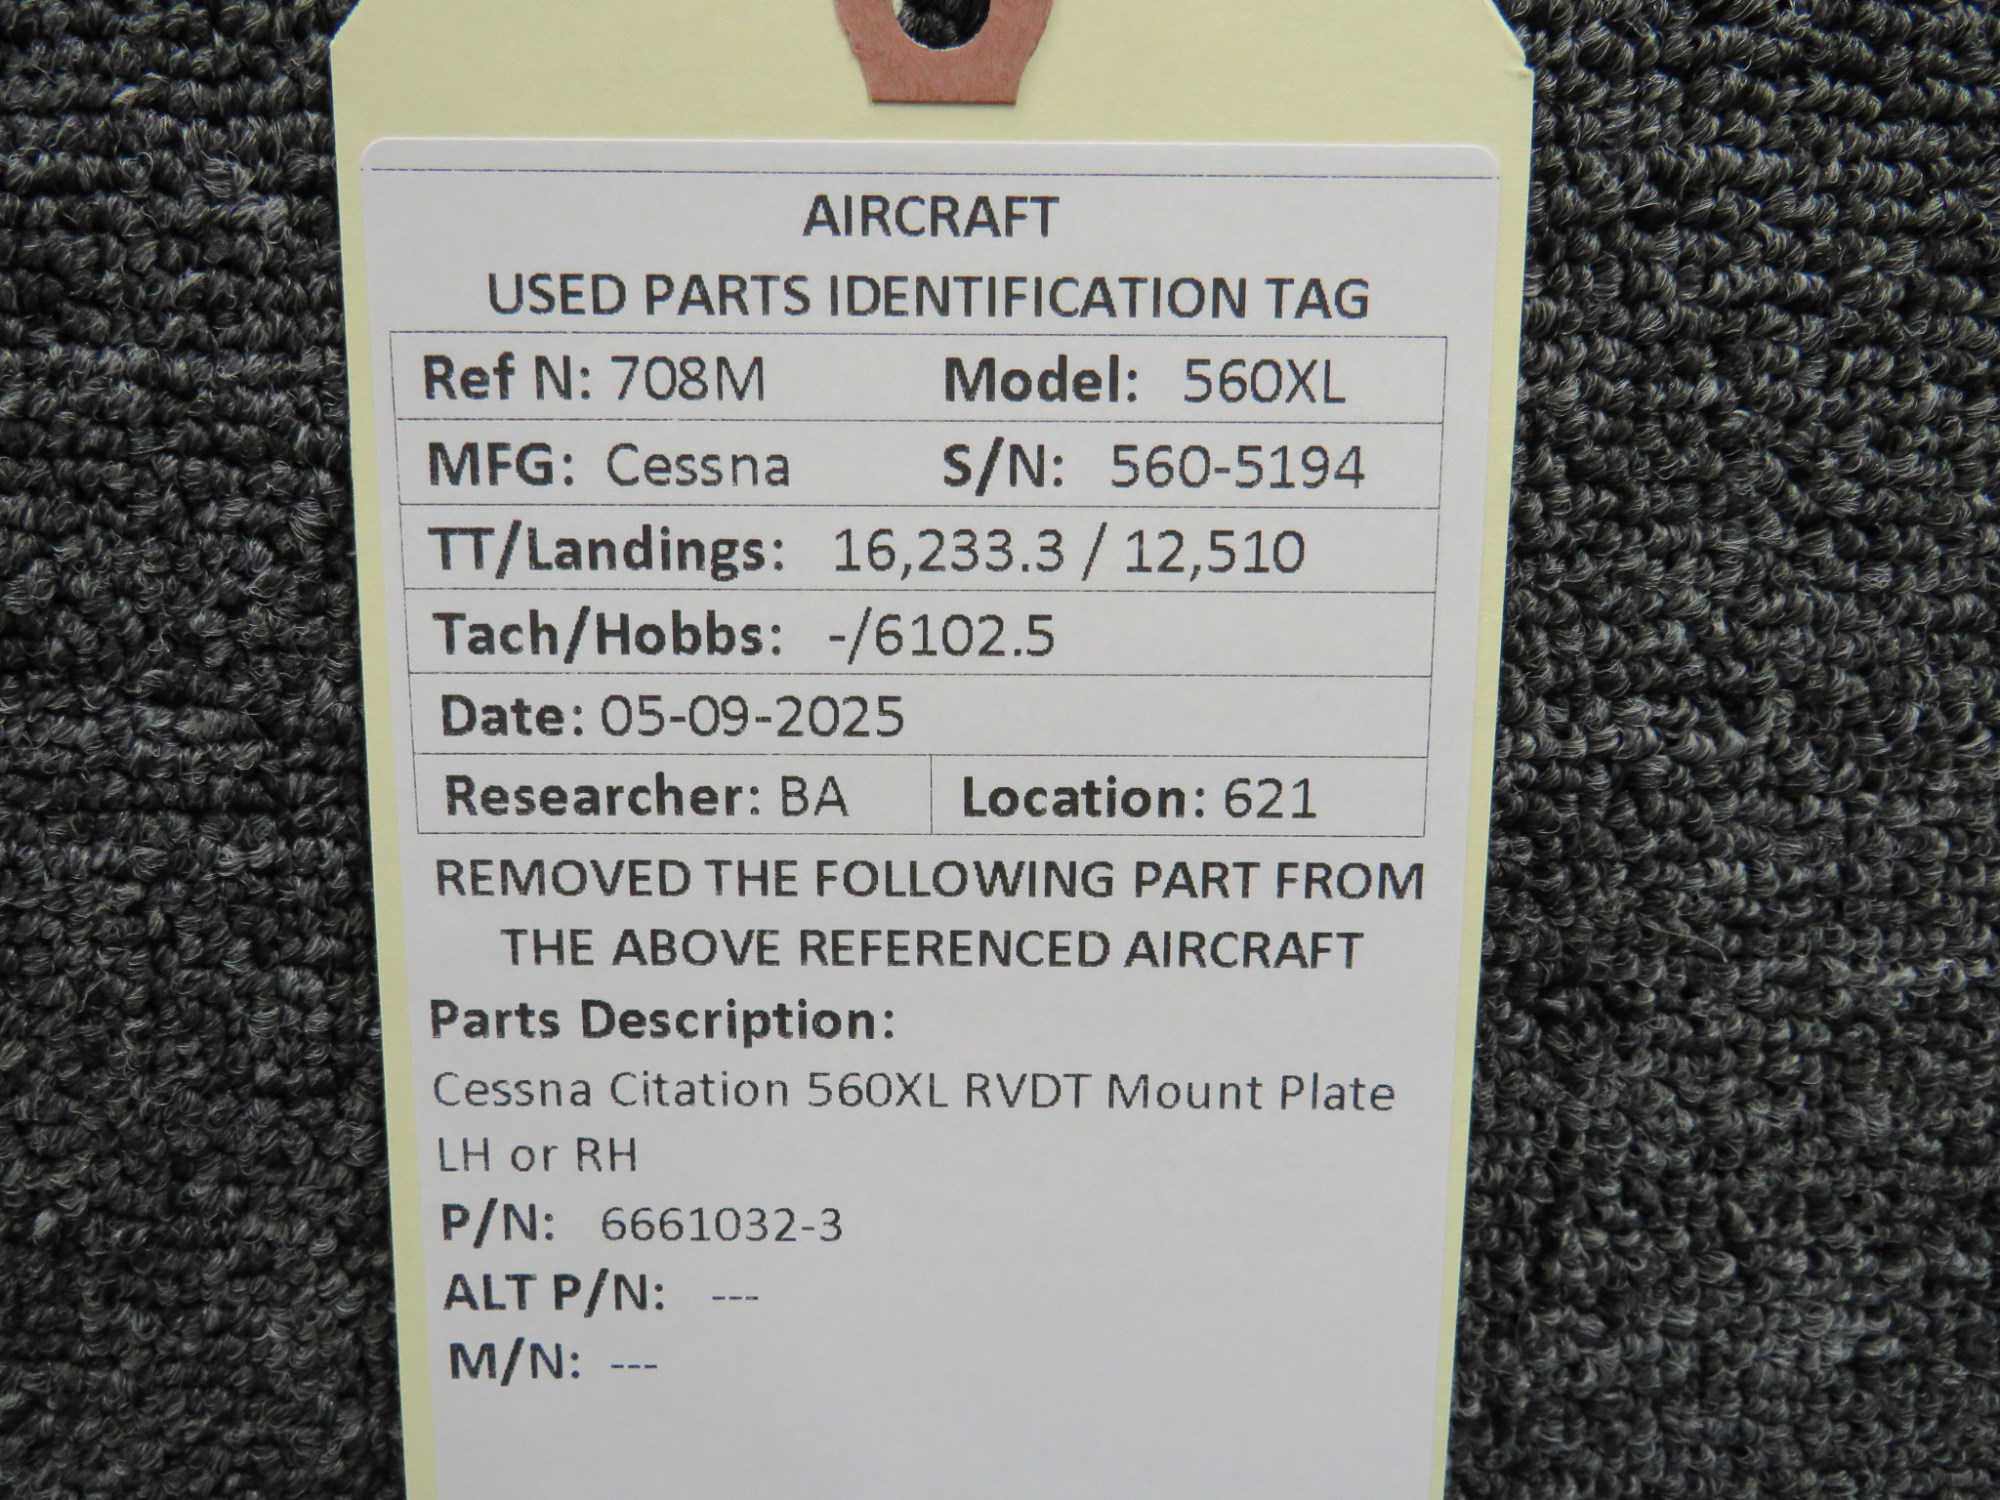 AIRCRAFT
USED PARTS IDENTIFICATION TAG
Ref N: 708M Model: 560XL
MFG: Cessna S/N: 560-5194
TT/Landings: 16,233.3 / 12,510
Tach/Hobbs: -/6102.5
Date: 05-09-2025
Researcher: BA Location: 621
REMOVED THE FOLLOWING PART FROM
THE ABOVE REFERENCED AIRCRAFT
Parts Description:
Cessna Citation 560XL RVDT Mount Plate
LH or RH
P/N: 6661032-3
ALT P/N: ---
M/N: ---